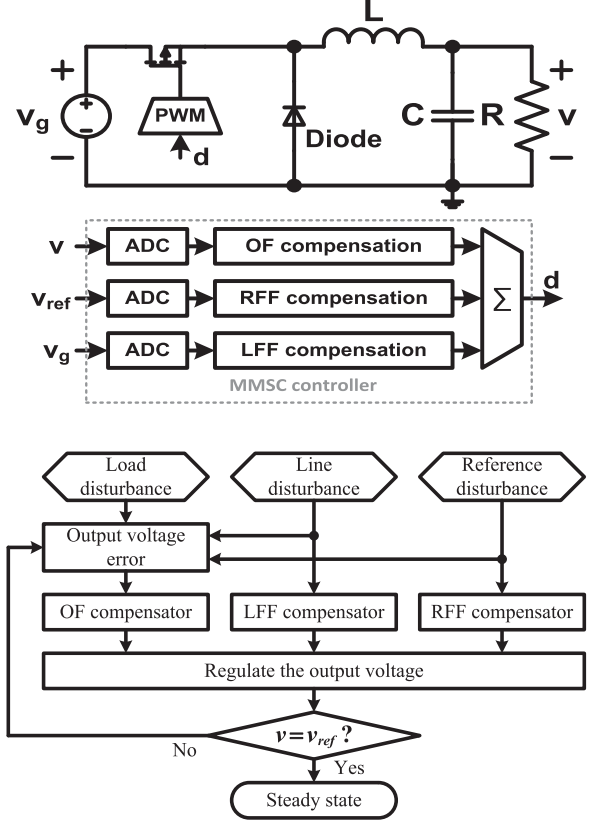 L
+
+
+
v_g
PWM
C
R
v
−
−
−
d
Diode
v
ADC
OF compensation
v_ref
ADC
RFF compensation
Σ
d
v_g
ADC
LFF compensation
MMSC controller
Load
disturbance
Line
disturbance
Reference
disturbance
Output voltage
error
OF compensator
LFF compensator
RFF compensator
Regulate the output voltage
v=v_ref ?
No
Yes
Steady state